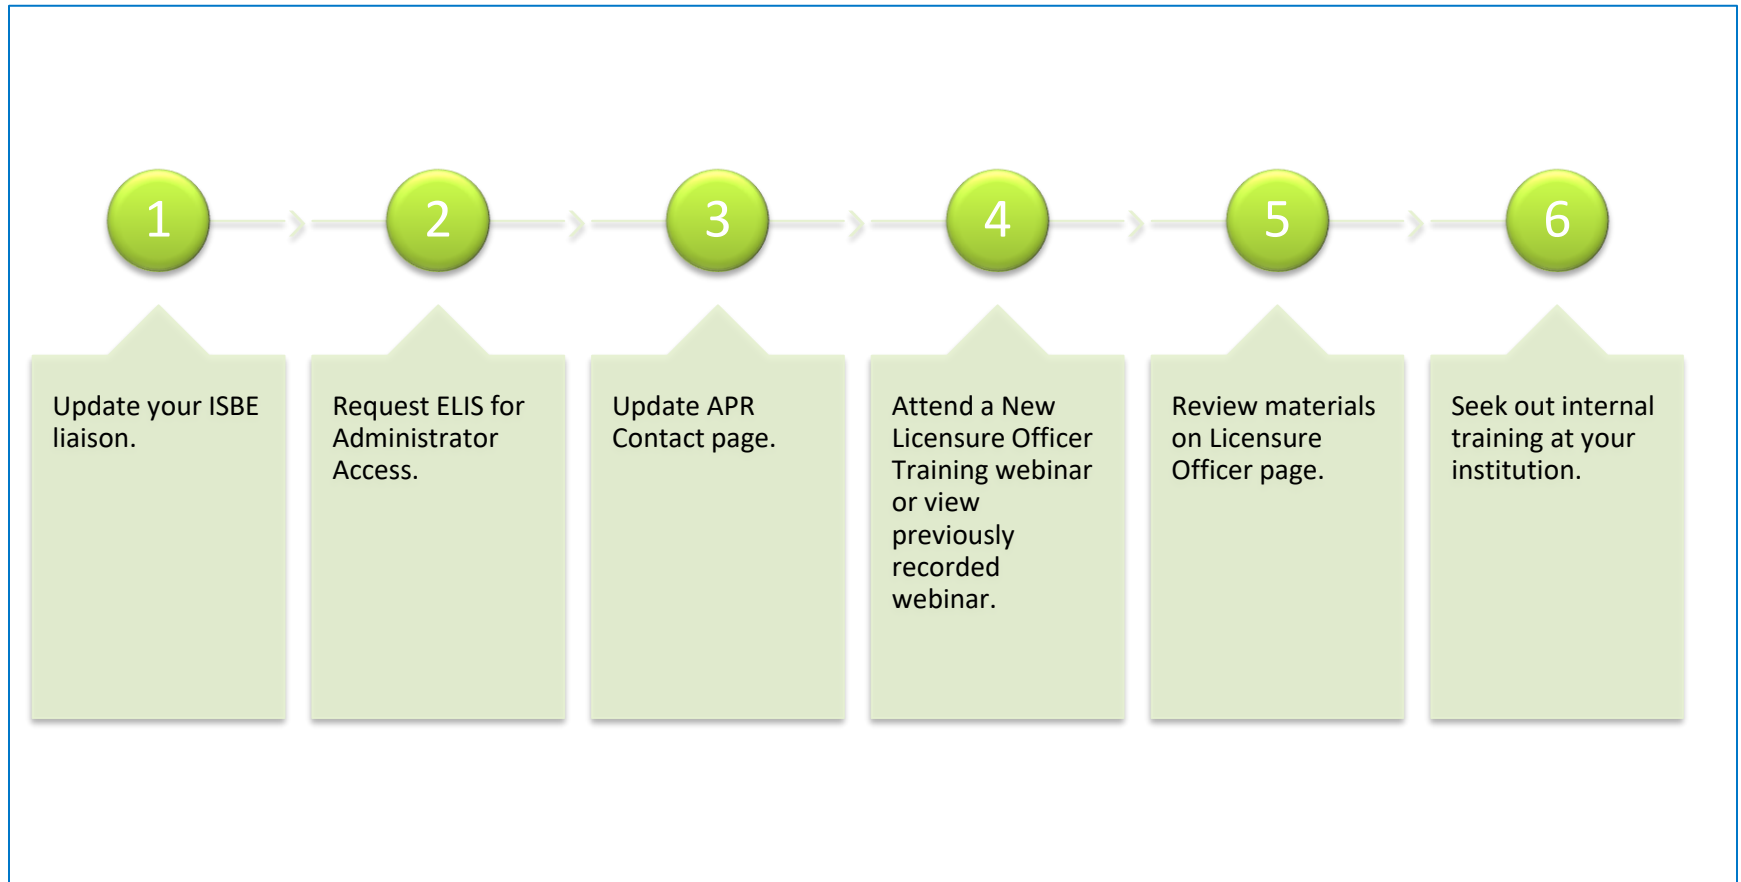 1
Update your ISBE
liaison.
2
Request ELIS for
Administrator
Access.
3
Update APR
Contact page.
4
Attend a New
Licensure Officer
Training webinar
or view
previously
recorded
webinar.
5
Review materials
on Licensure
Officer page.
6
Seek out internal
training at your
institution.